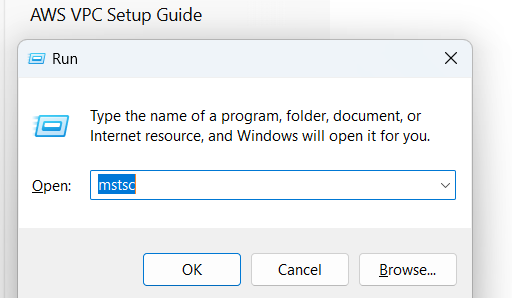 AWS VPC Setup Guide
Run
Type the name of a program, folder, document, or
Internet resource, and Windows will open it for you.
Open:
mstsc
OK
Cancel
Browse...